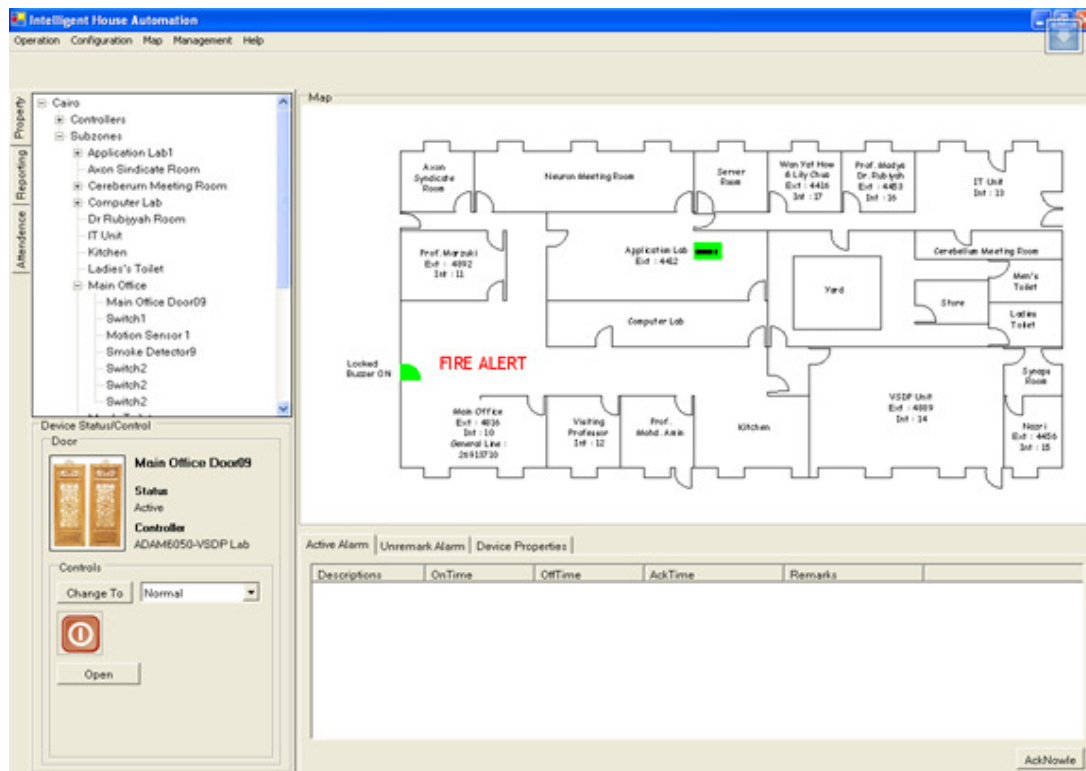 Intelligent House Automation
Operation Configuration Map Management Help
Property
Reporting
Attendence
Cairo
Controllers
Subzones
Application Lab1
Axon Sindicate Room
Cereberum Meeting Room
Computer Lab
Dr Rubiyyah Room
IT Unit
Kitchen
Ladies's Toilet
Main Office
Main Office Door09
Switch1
Motion Sensor 1
Smoke Detector9
Switch2
Switch2
Switch2
Device Status/Control
Door
Main Office Door09
Status
Active
Controller
ADAM6050-VSDP Lab
Controls
Change To Normal
Open
Map
Axon
Syndicate
Room
Neuron Meeting Room
Server
Room
Wan Yat How
& Lily Chua
Ext : 4416
Int : 17
Prof. Madya
Dr. Rubiyah
Ext : 4453
Int : 16
IT Unit
Int : 13
Prof. Marzuki
Ext : 4892
Int : 11
Application Lab
Ext : 4412
Cerebellum Meeting Room
Men's
Toilet
Yard
Store
Ladies
Toilet
Computer Lab
Locked
Buzzer ON
FIRE ALERT
Synaps
Room
Main Office
Ext : 4816
Int : 10
General Line :
26913710
Visiting
Professor
Int : 12
Prof.
Mohd. Amin
Kitchen
VSDP Unit
Ext : 4889
Int : 14
Nazri
Ext : 4456
Int : 15
Active Alarm Unremark Alarm Device Properties
Descriptions OnTime OffTime AckTime Remarks
AckNowle